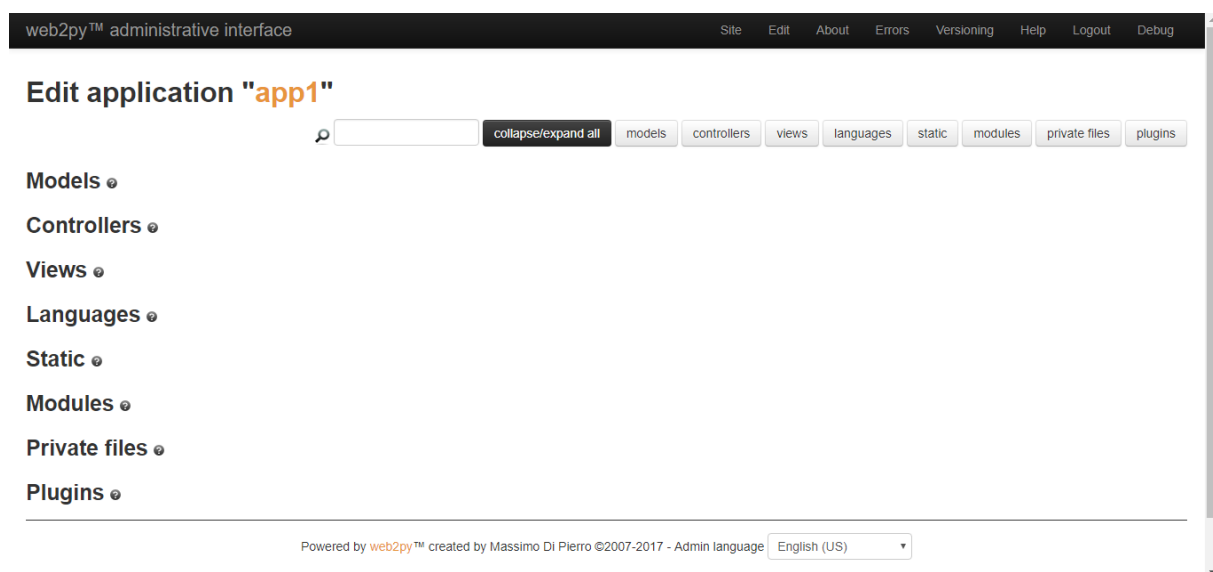 web2py™ administrative interface Site Edit About Errors Versioning Help Logout Debug
Edit application "app1"
collapse/expand all models controllers views languages static modules private files plugins
Models
Controllers
Views
Languages
Static
Modules
Private files
Plugins
Powered by web2py™ created by Massimo Di Pierro ©2007-2017 - Admin language English (US)